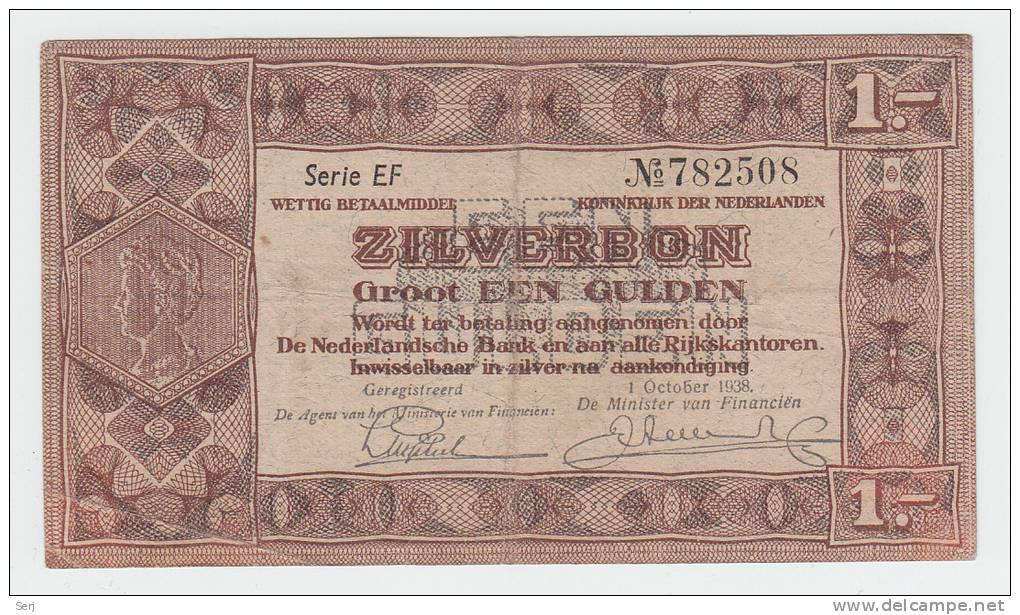 1.-
Serie EF № 782508
WETTIG BETAALMIDDEL KONINKRIJK DER NEDERLANDEN
ZILVERBON
Groot EEN GULDEN
Wordt ter betaling aangenomen door
De Nederlandsche Bank en aan alle Rijkskantoren.
Inwisselbaar in zilver na aankondiging.
Geregistreerd 1 October 1938.
De Agent van het Ministerie van Financiën: De Minister van Financiën
1.-
Serj delcampe.net